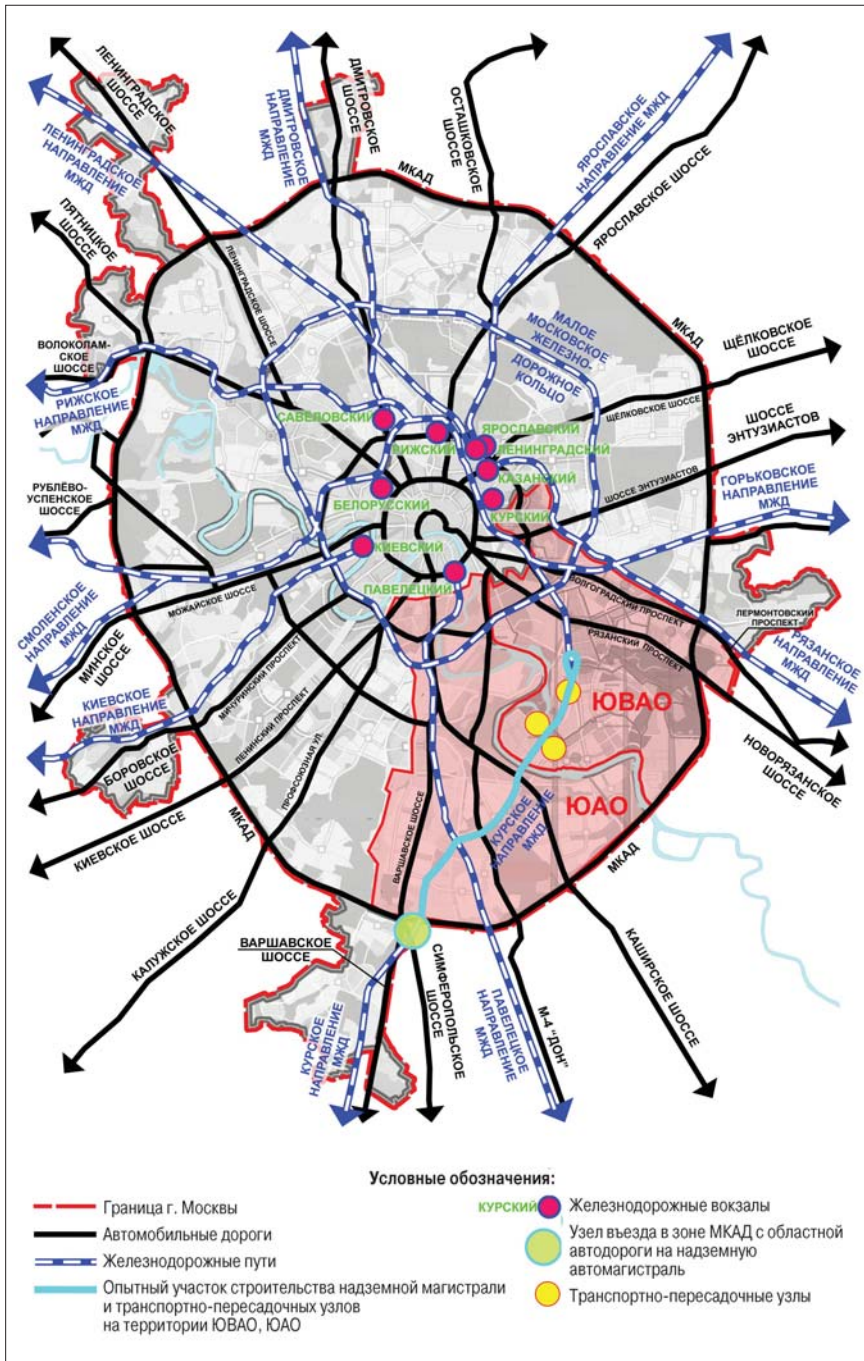 ЛЕНИНГРАДСКОЕ
ШОССЕ
ЛЕНИНГРАДСКОЕ
НАПРАВЛЕНИЕ
МЖД
ДМИТРОВСКОЕ
НАПРАВЛЕНИЕ
МЖД
ДМИТРОВСКОЕ
ШОССЕ
МКАД
ОСТАШКОВСКОЕ
ШОССЕ
ЯРОСЛАВСКОЕ
НАПРАВЛЕНИЕ МЖД
ЯРОСЛАВСКОЕ ШОССЕ
ПЯТНИЦКОЕ
ШОССЕ
ЛЕНИНГРАДСКОЕ ШОССЕ
МАЛОЕ
МОСКОВСКОЕ
ЖЕЛЕЗНО-
ДОРОЖНОЕ
КОЛЬЦО
МКАД
ЩЁЛКОВСКОЕ
ШОССЕ
ВОЛОКОЛАМ-
СКОЕ
ШОССЕ
РИЖСКОЕ
НАПРАВЛЕНИЕ
МЖД
САВЕЛОВСКИЙ
РИЖСКИЙ
ЯРОСЛАВСКИЙ
ЛЕНИНГРАДСКИЙ
КАЗАНСКИЙ
КУРСКИЙ
ЩЁЛКОВСКОЕ ШОССЕ
ШОССЕ
ЭНТУЗИАСТОВ
ШОССЕ ЭНТУЗИАСТОВ
ГОРЬКОВСКОЕ
НАПРАВЛЕНИЕ
МЖД
РУБЛЁВО-
УСПЕНСКОЕ
ШОССЕ
БЕЛОРУССКИЙ
КИЕВСКИЙ
ПАВЕЛЕЦКИЙ
МОЖАЙСКОЕ ШОССЕ
СМОЛЕНСКОЕ
НАПРАВЛЕНИЕ
МЖД
МИНСКОЕ
ШОССЕ
ВОЛГОГРАДСКИЙ ПРОСПЕКТ
РЯЗАНСКИЙ ПРОСПЕКТ
ЛЕРМОНТОВСКИЙ
ПРОСПЕКТ
РЯЗАНСКОЕ
НАПРАВЛЕНИЕ
МЖД
КИЕВСКОЕ
НАПРАВЛЕНИЕ
МЖД
МИЧУРИНСКИЙ ПРОСПЕКТ
ЛЕНИНСКИЙ ПРОСПЕКТ
ПРОФСОЮЗНАЯ УЛ.
ЮВАО
ЮАО
НОВОРЯЗАНСКОЕ
ШОССЕ
БОРОВСКОЕ
ШОССЕ
КИЕВСКОЕ ШОССЕ
МКАД
ВАРШАВСКОЕ ШОССЕ
КУРСКОЕ
НАПРАВЛЕНИЕ
МЖД
МКАД
КАЛУЖСКОЕ ШОССЕ
ВАРШАВСКОЕ
ШОССЕ
КУРСКОЕ
НАПРАВЛЕНИЕ
МЖД
СИМФЕРОПОЛЬСКОЕ
ШОССЕ
ПАВЕЛЕЦКОЕ
НАПРАВЛЕНИЕ
МЖД
М-4 "ДОН"
КАШИРСКОЕ ШОССЕ
Условные обозначения:
Граница г. Москвы
Автомобильные дороги
Железнодорожные пути
Опытный участок строительства надземной магистрали
и транспортно-пересадочных узлов
на территории ЮВАО, ЮАО
КУРСКИЙ
Железнодорожные вокзалы
Узел въезда в зоне МКАД с областной
автодороги на надземную
автомагистраль
Транспортно-пересадочные узлы